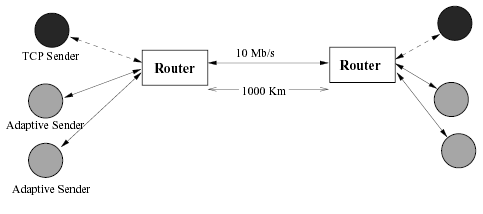 10 Mb/s
TCP Sender
Router
Router
1000 Km
Adaptive Sender
Adaptive Sender